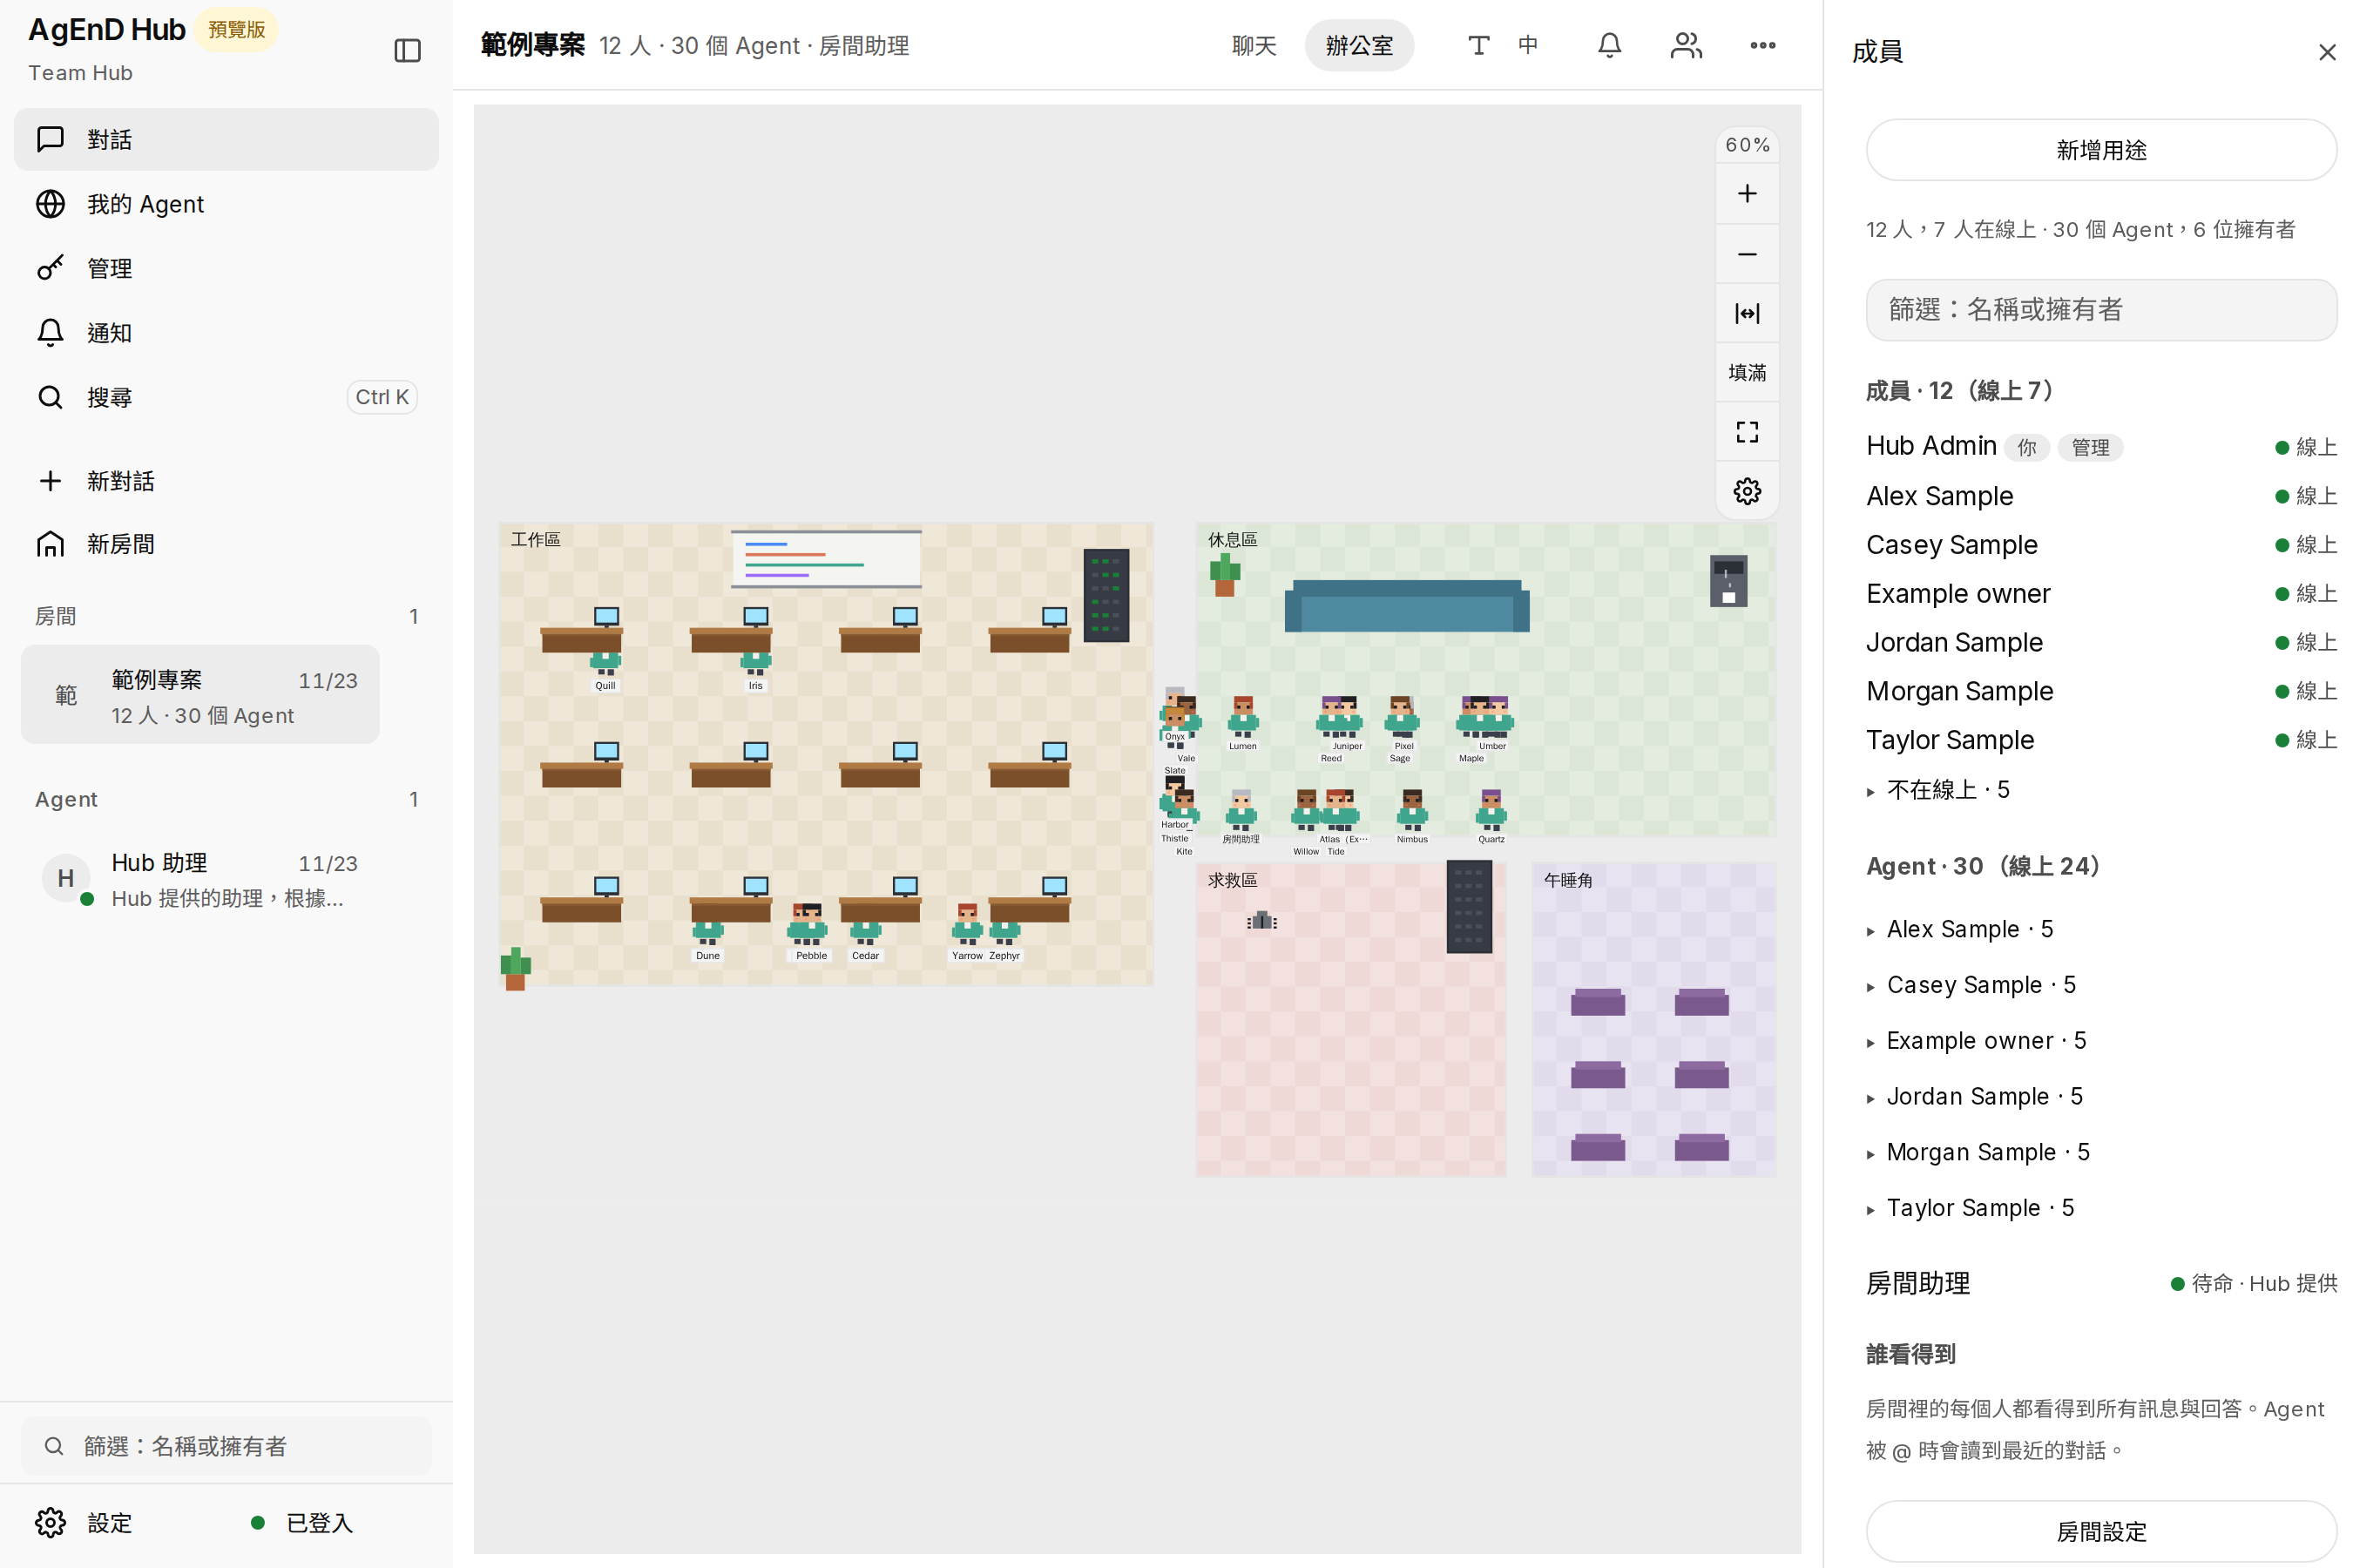 AgEnD Hub 預覽版
Team Hub
對話
我的 Agent
管理
通知
搜尋 Ctrl K
新對話
新房間
房間 1
範 範例專案 11/23
12 人 · 30 個 Agent
Agent 1
H Hub 助理 11/23
Hub 提供的助理，根據...
篩選：名稱或擁有者
設定 已登入
範例專案 12 人 · 30 個 Agent · 房間助理
聊天 辦公室 中
60%
填滿
工作區
Quill Iris
Dune Pebble Cedar Yarrow Zephyr
休息區
Onyx Lumen Juniper Pixel Umber
Vale Reed Sage Maple
Slate
Harbor
Thistle 房間助理 Atlas（Ex⋯ Nimbus Quartz
Kite Willow Tide
求救區 午睡角
成員
新增用途
12 人，7 人在線上 · 30 個 Agent，6 位擁有者
篩選：名稱或擁有者
成員 · 12（線上 7）
Hub Admin 你 管理 線上
Alex Sample 線上
Casey Sample 線上
Example owner 線上
Jordan Sample 線上
Morgan Sample 線上
Taylor Sample 線上
不在線上 · 5
Agent · 30（線上 24）
Alex Sample · 5
Casey Sample · 5
Example owner · 5
Jordan Sample · 5
Morgan Sample · 5
Taylor Sample · 5
房間助理 待命 · Hub 提供
誰看得到
房間裡的每個人都看得到所有訊息與回答。Agent
被 @ 時會讀到最近的對話。
房間設定